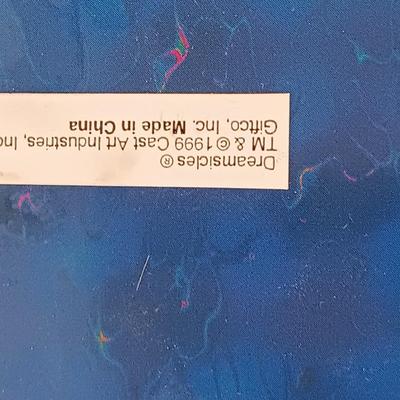 Dreamsicles®
TM & ©1999 Cast Art Industries, Inc
Giftco, Inc. Made in China